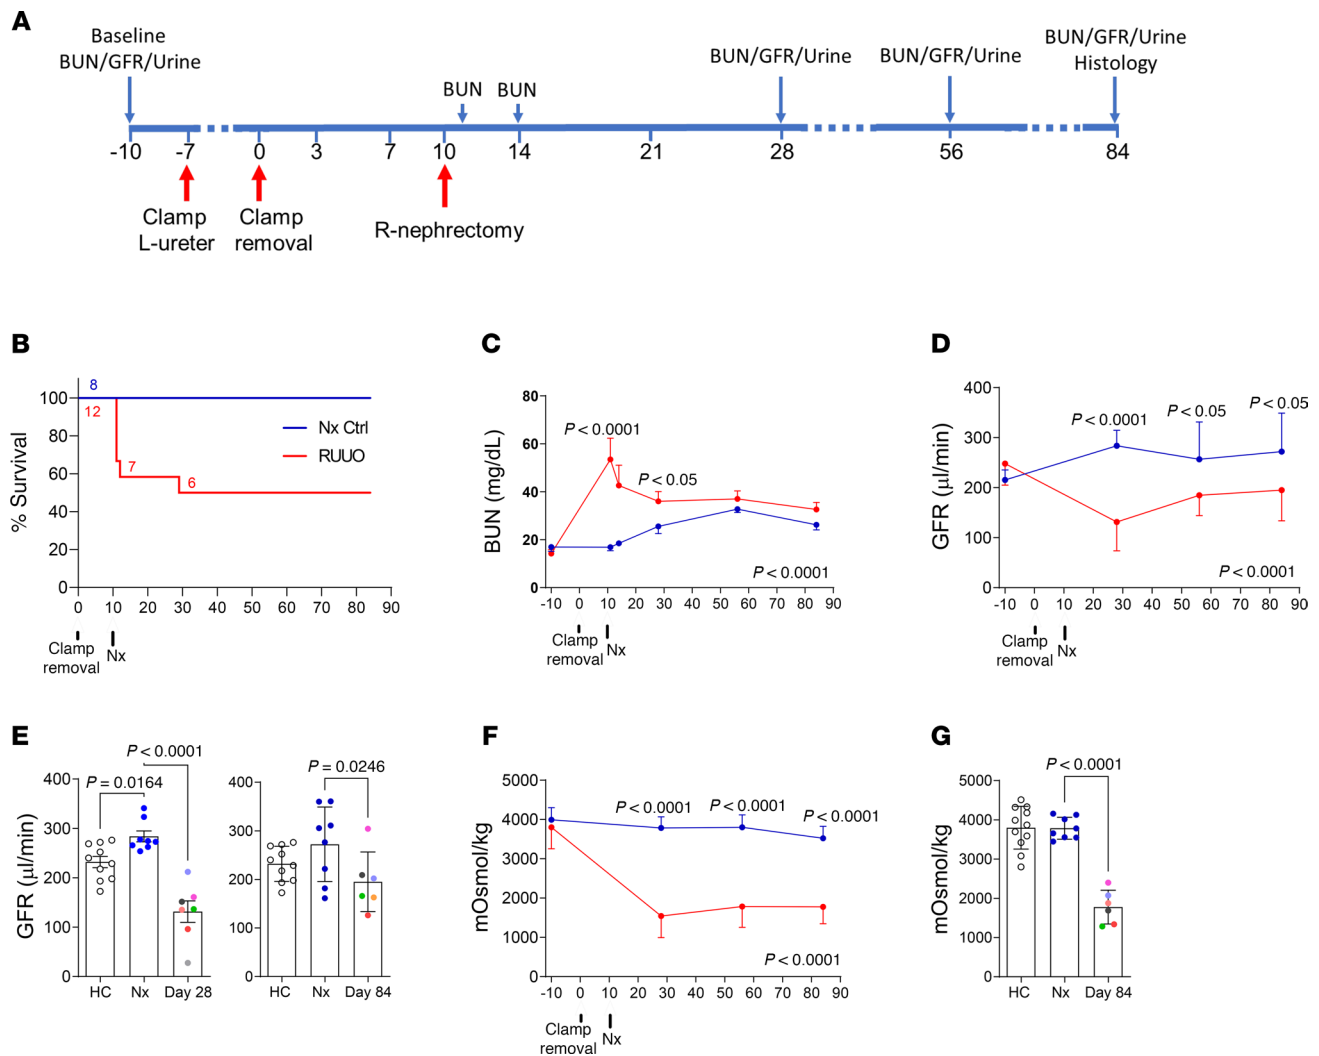 A
Baseline
BUN/GFR/Urine
BUN
BUN
BUN/GFR/Urine
BUN/GFR/Urine
BUN/GFR/Urine
Histology
-10 -7 0 3 7 10 14 21 28 56 84
Clamp
L-ureter
Clamp
removal
R-nephrectomy
B
% Survival
100
80
60
40
20
0
8
12
7
6
Nx Ctrl
RUUO
0 10 20 30 40 50 60 70 80 90
Clamp
removal
Nx
C
BUN (mg/dL)
80
60
40
20
0
P < 0.0001
P < 0.05
P < 0.0001
-10 0 10 20 30 40 50 60 70 80 90
Clamp
removal
Nx
D
GFR (µl/min)
400
300
200
100
0
P < 0.0001
P < 0.05
P < 0.05
P < 0.0001
-10 0 10 20 30 40 50 60 70 80 90
Clamp
removal
Nx
E
GFR (µl/min)
400
300
200
100
0
P < 0.0001
P = 0.0164
HC Nx Day 28
400
300
200
100
0
P = 0.0246
HC Nx Day 84
F
mOsmol/kg
5000
4000
3000
2000
1000
0
P < 0.0001
P < 0.0001
P < 0.0001
P < 0.0001
-10 0 10 20 30 40 50 60 70 80 90
Clamp
removal
Nx
G
mOsmol/kg
5000
4000
3000
2000
1000
0
P < 0.0001
HC Nx Day 84